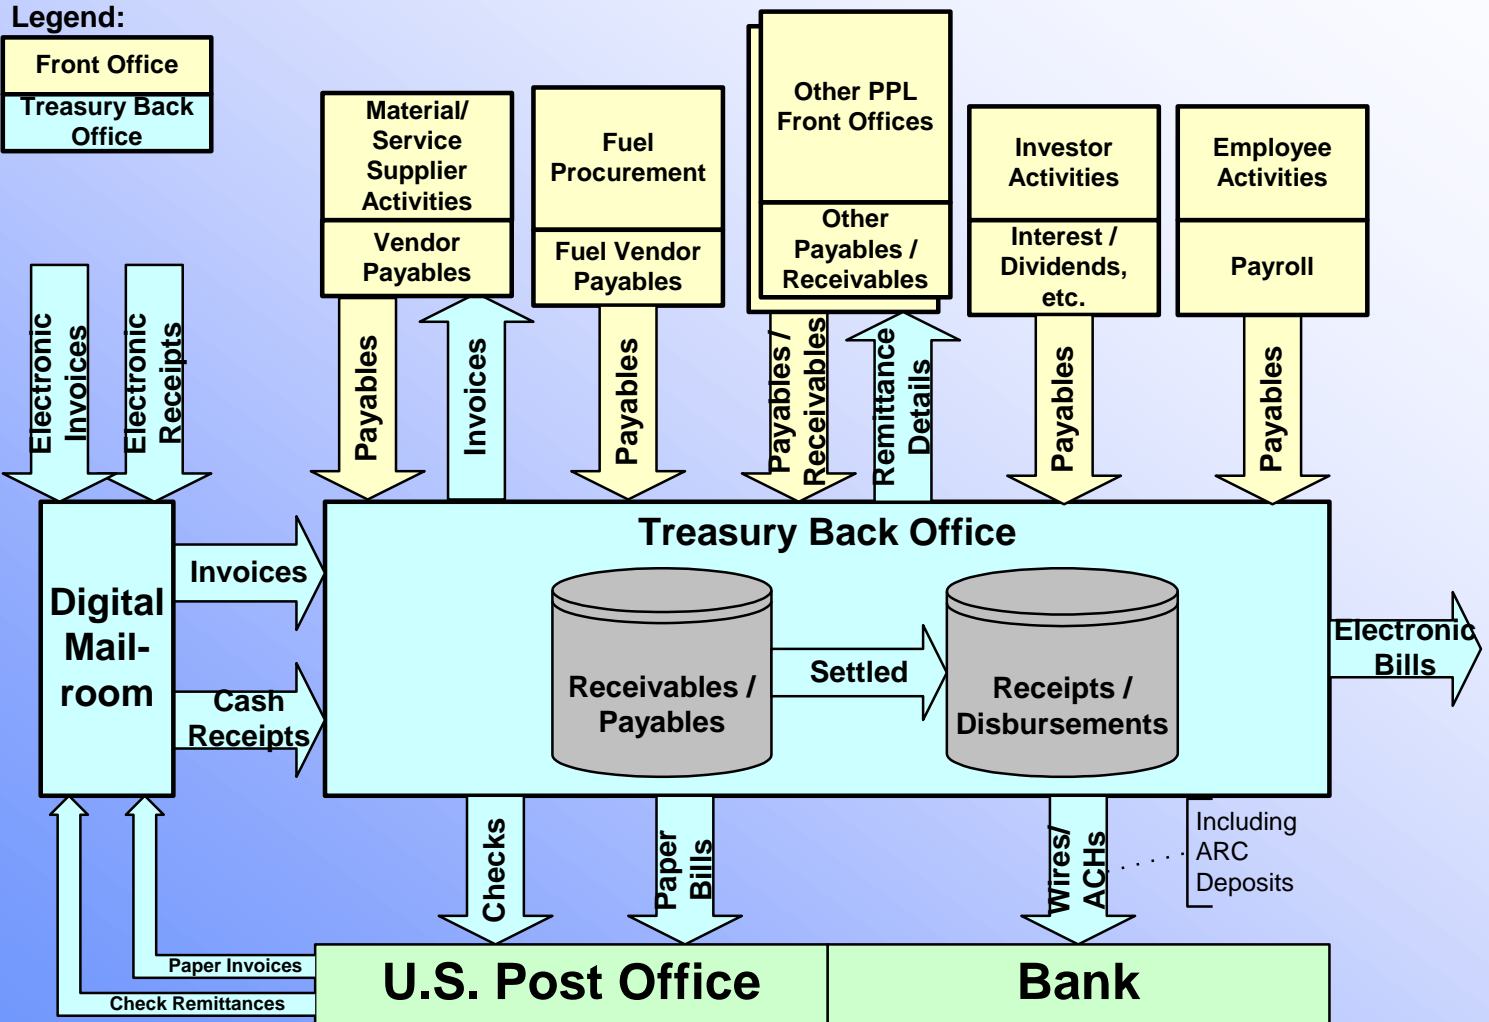 Legend:
Front Office
Treasury Back
Office
Material/
Service
Supplier
Activities
Vendor
Payables
Fuel
Procurement
Fuel Vendor
Payables
Other PPL
Front Offices
Other
Payables /
Receivables
Investor
Activities
Interest /
Dividends,
etc.
Employee
Activities
Payroll
Electronic
Invoices
Electronic
Receipts
Payables
Invoices
Payables
Payables /
Receivables
Remittance
Details
Payables
Payables
Treasury Back Office
Digital
Mail-
room
Invoices
Cash
Receipts
Receivables /
Payables
Settled
Receipts /
Disbursements
Electronic
Bills
Checks
Paper
Bills
Wires/
ACHs
Including
ARC
Deposits
Paper Invoices
Check Remittances
U.S. Post Office
Bank